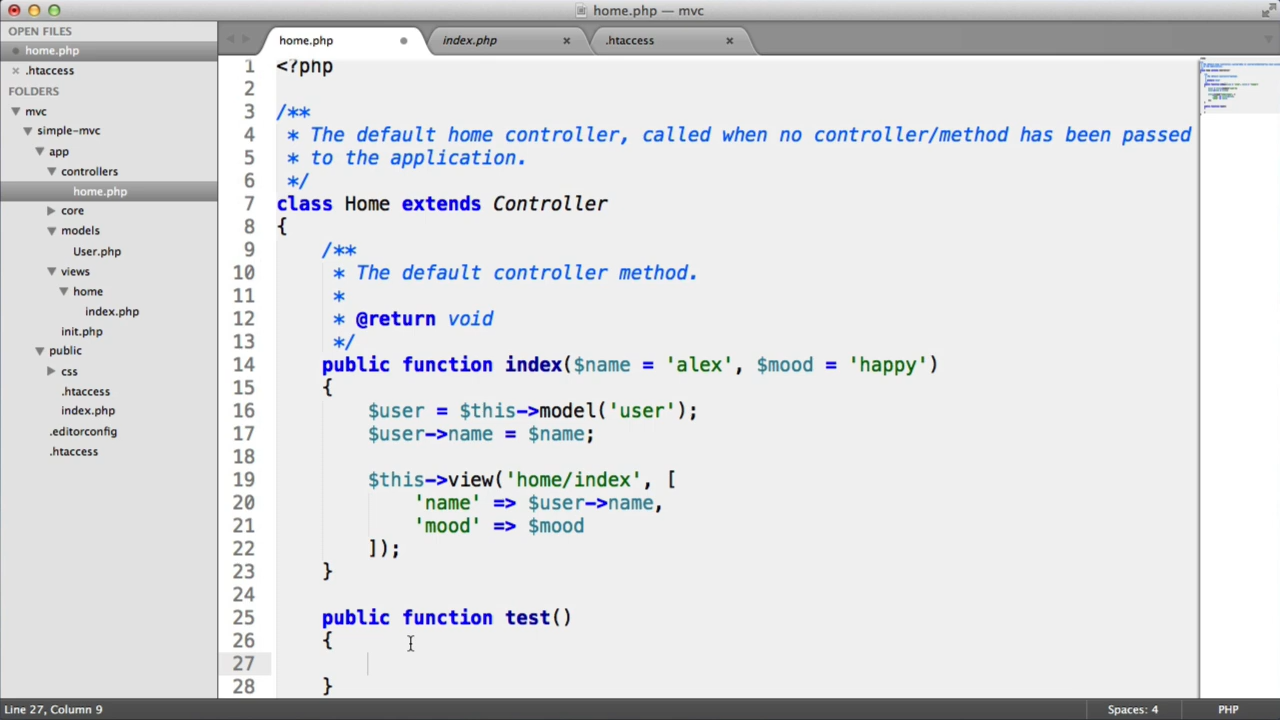 home.php — mvc
OPEN FILES
home.php
.htaccess
FOLDERS
mvc
simple-mvc
app
controllers
home.php
core
models
User.php
views
home
index.php
init.php
public
css
.htaccess
index.php
.editorconfig
.htaccess
home.php
index.php
.htaccess
1 <?php
2
3 /**
4  * The default home controller, called when no controller/method has been passed
5  * to the application.
6  */
7 class Home extends Controller
8 {
9     /**
10      * The default controller method.
11      *
12      * @return void
13      */
14     public function index($name = 'alex', $mood = 'happy')
15     {
16         $user = $this->model('user');
17         $user->name = $name;
18
19         $this->view('home/index', [
20             'name' => $user->name,
21             'mood' => $mood
22         ]);
23     }
24
25     public function test()
26     {
27
28     }
Line 27, Column 9
Spaces: 4
PHP